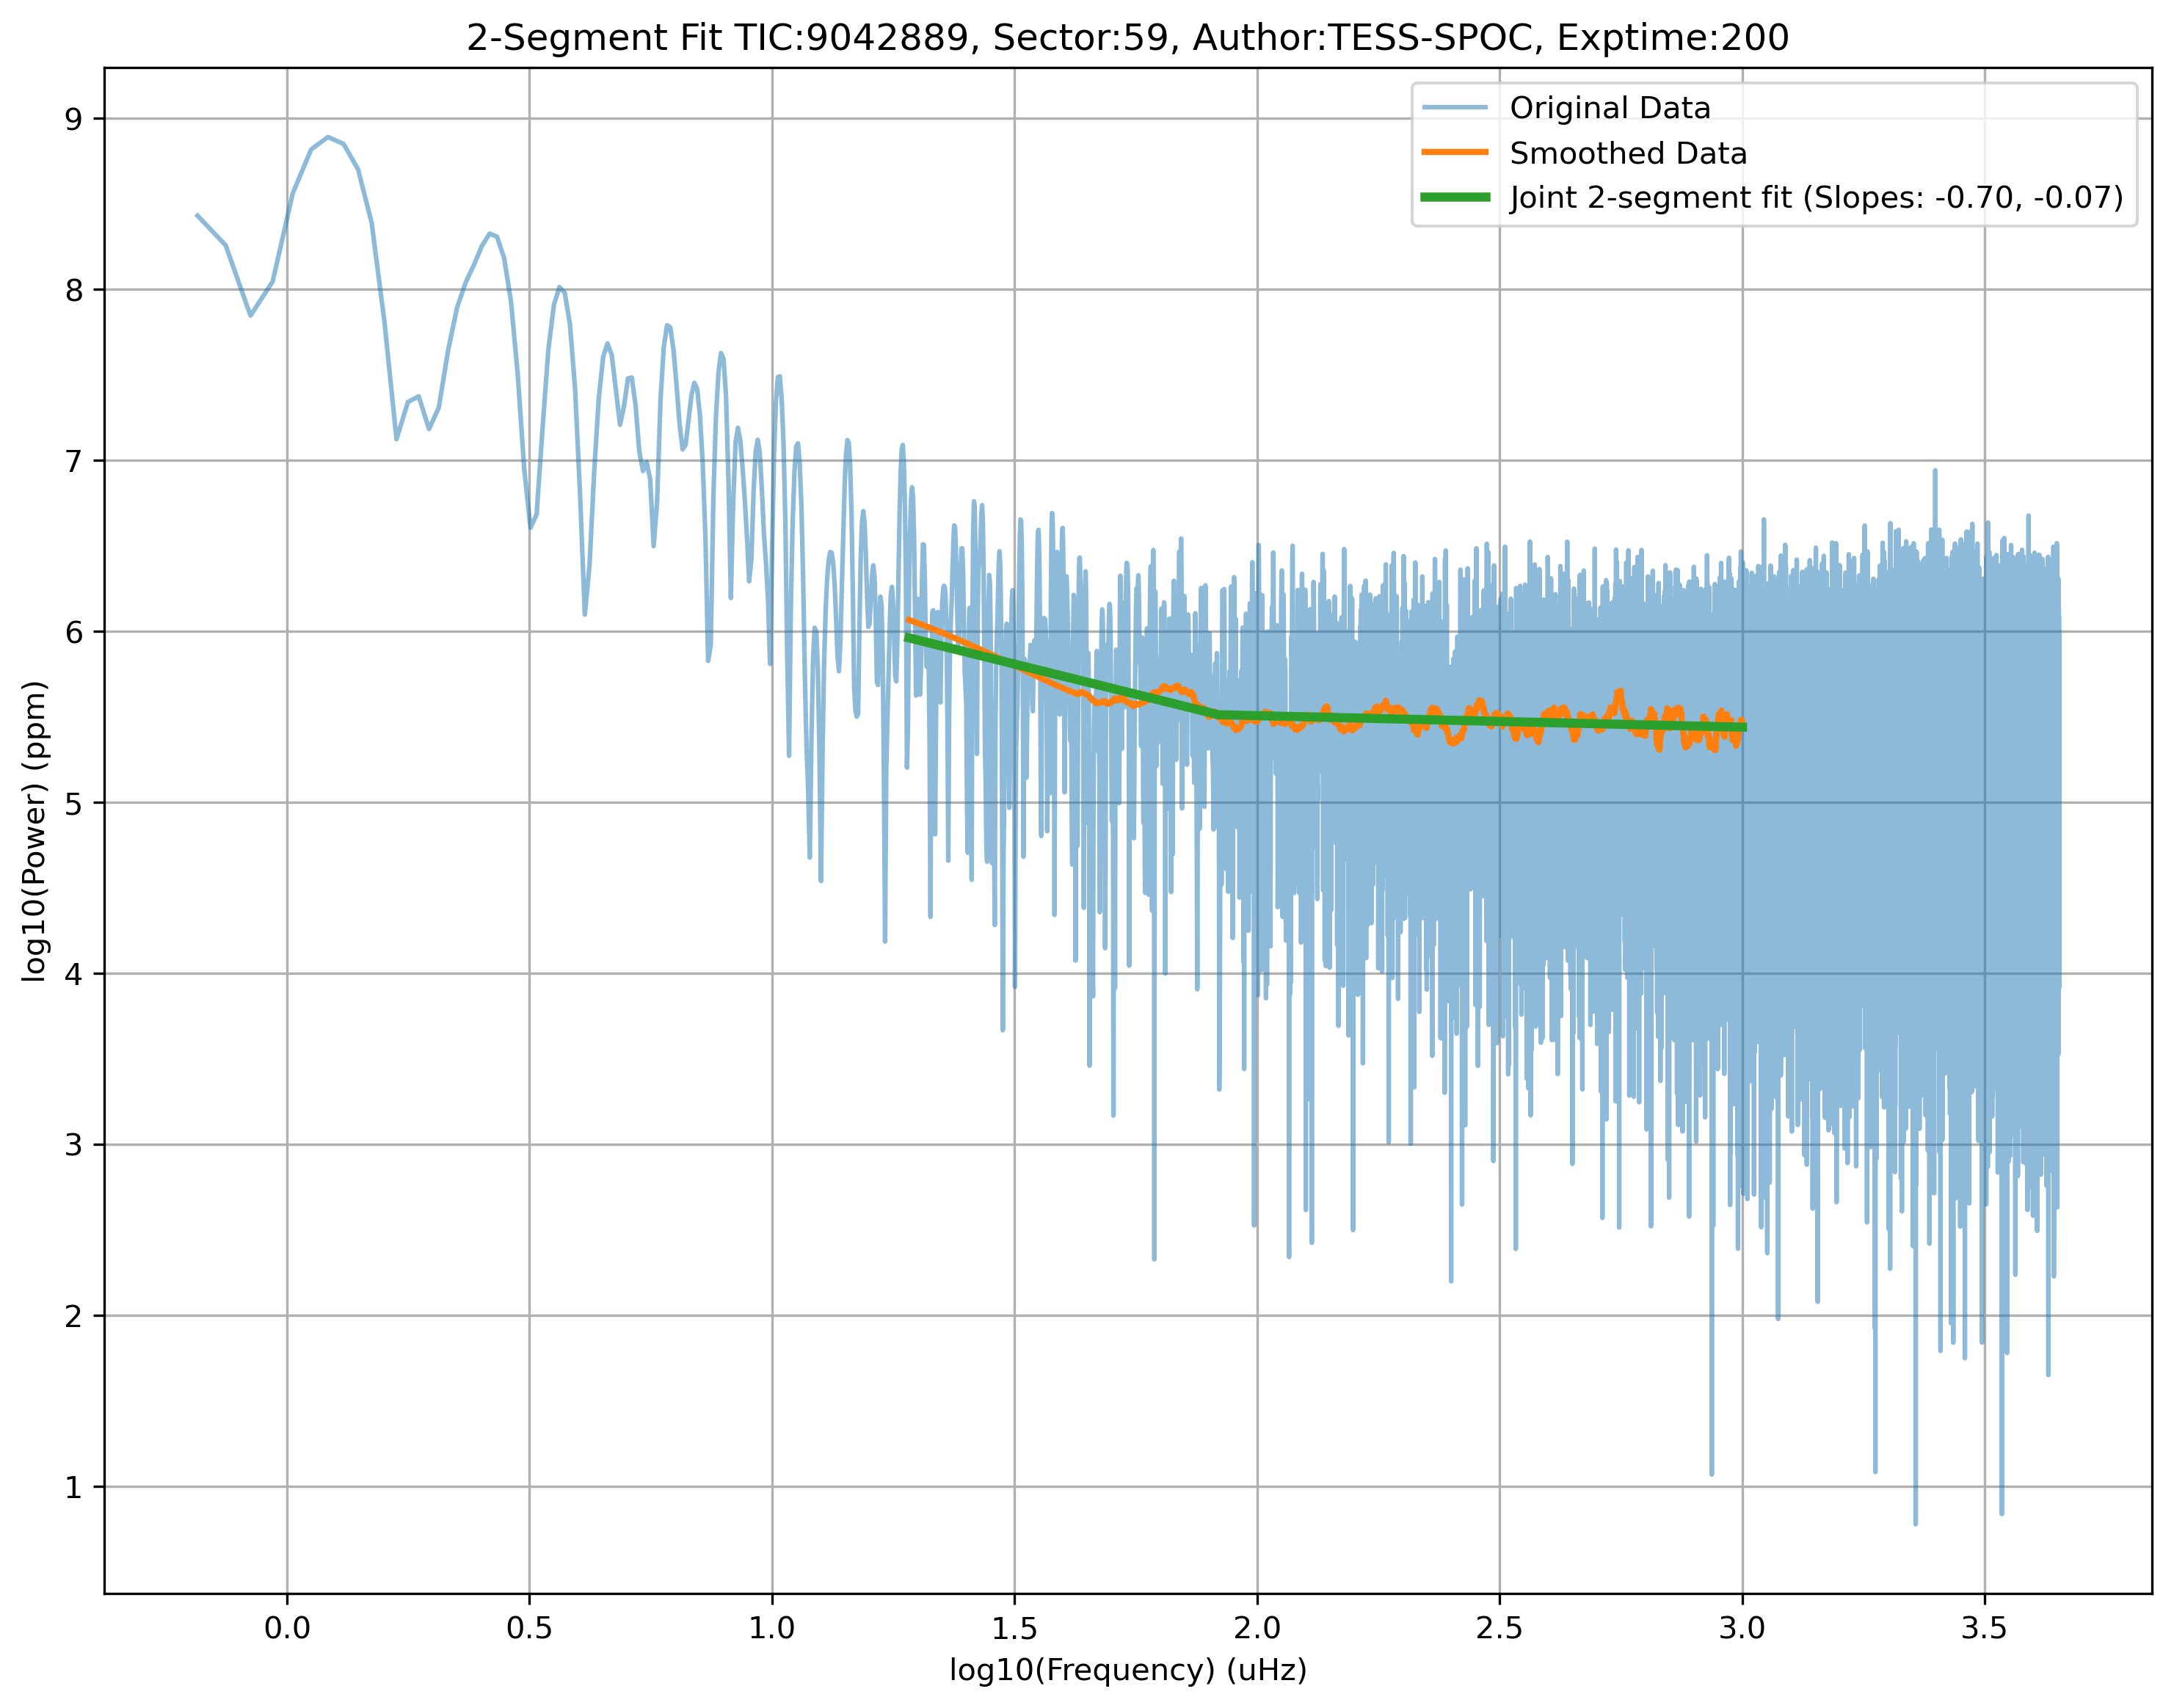 2-Segment Fit TIC:9042889, Sector:59, Author:TESS-SPOC, Exptime:200
Original Data
Smoothed Data
Joint 2-segment fit (Slopes: -0.70, -0.07)
log10(Power) (ppm)
9
8
7
6
5
4
3
2
1
0.0 0.5 1.0 1.5 2.0 2.5 3.0 3.5
log10(Frequency) (uHz)